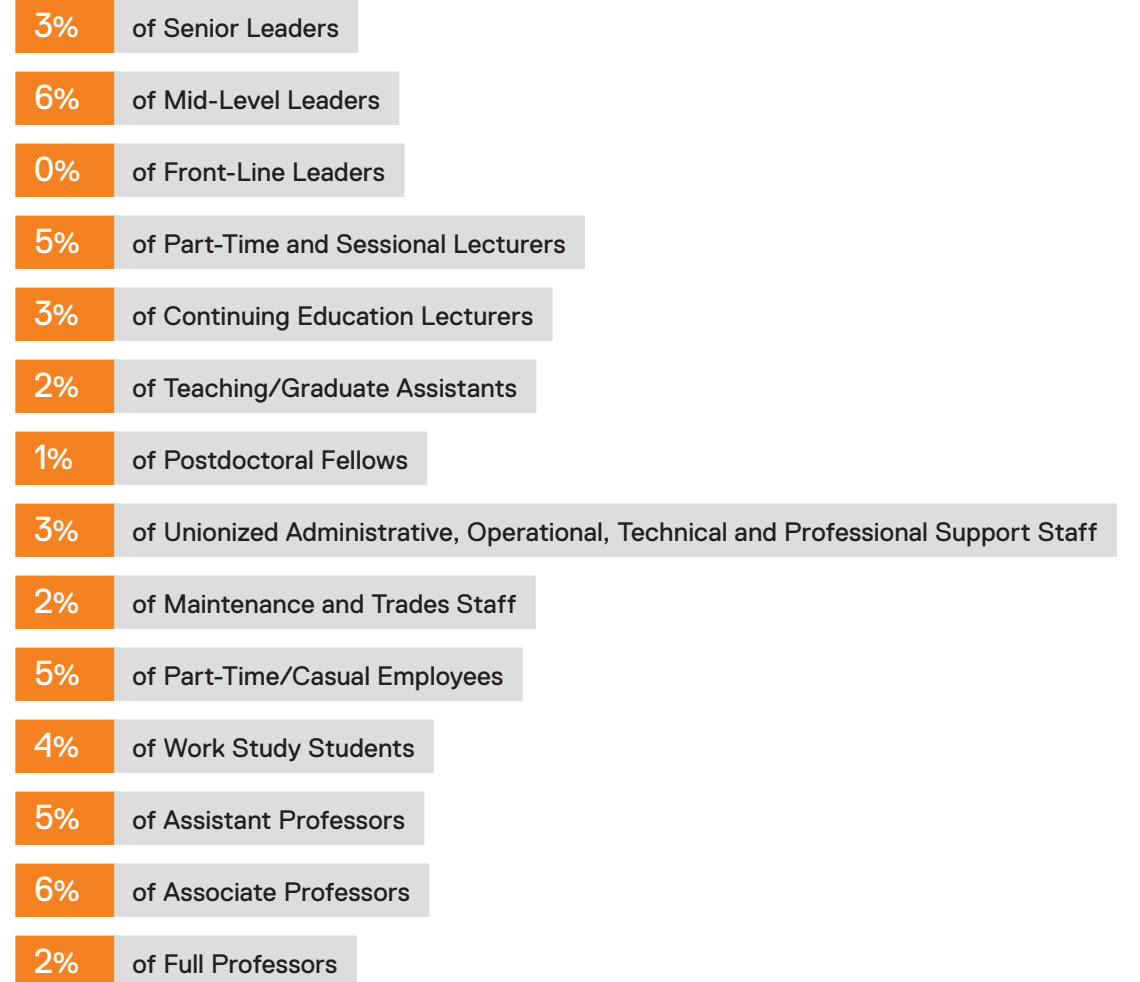 3% of Senior Leaders
6% of Mid-Level Leaders
0% of Front-Line Leaders
5% of Part-Time and Sessional Lecturers
3% of Continuing Education Lecturers
2% of Teaching/Graduate Assistants
1% of Postdoctoral Fellows
3% of Unionized Administrative, Operational, Technical and Professional Support Staff
2% of Maintenance and Trades Staff
5% of Part-Time/Casual Employees
4% of Work Study Students
5% of Assistant Professors
6% of Associate Professors
2% of Full Professors